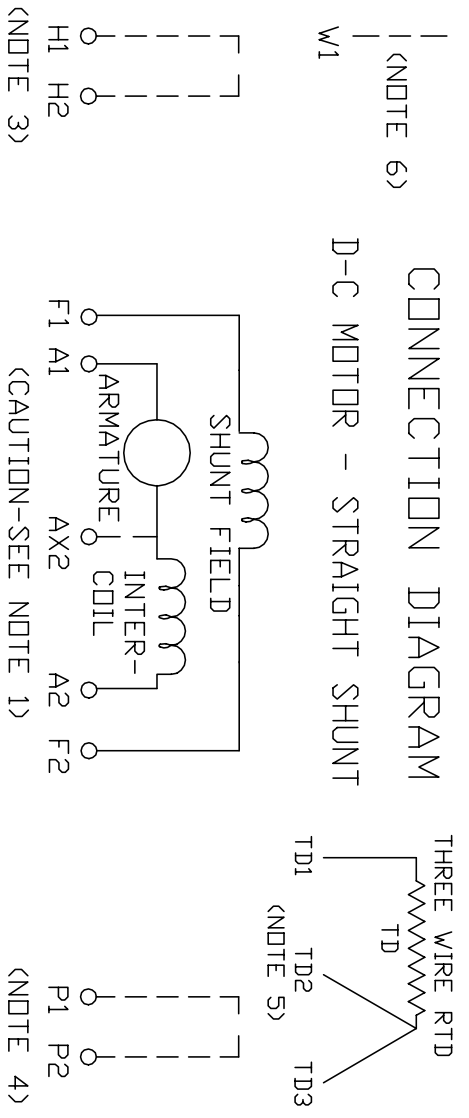 CONNECTION DIAGRAM
D-C MOTOR - STRAIGHT SHUNT
W1
(NOTE 6)
H1
H2
(NOTE 3)
SHUNT FIELD
ARMATURE
INTER-
COIL
F1
A1
AX2
A2
F2
(CAUTION-SEE NOTE 1)
THREE WIRE RTD
TD
TD1
TD2
TD3
(NOTE 5)
P1
P2
(NOTE 4)